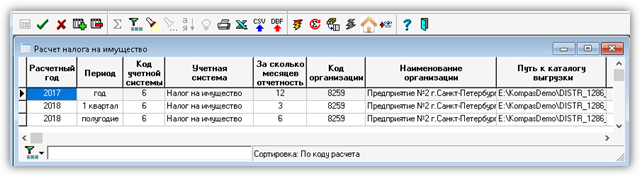 CSV DBF
Расчет налога на имущество
Расчетный год Период Код учетной системы Учетная система За сколько месяцев отчетность Код организации Наименование организации Путь к каталогу выгрузки
2017 год 6 Налог на имущество 12 8259 Предприятие №2 г.Санкт-Петербург E:\KompasDemo\DISTR_1286_
2018 1 квартал 6 Налог на имущество 3 8259 Предприятие №2 г.Санкт-Петербург E:\KompasDemo\DISTR_1286_
2018 полугодие 6 Налог на имущество 6 8259 Предприятие №2 г.Санкт-Петербург E:\KompasDemo\DISTR_1286_
Сортировка: По коду расчета